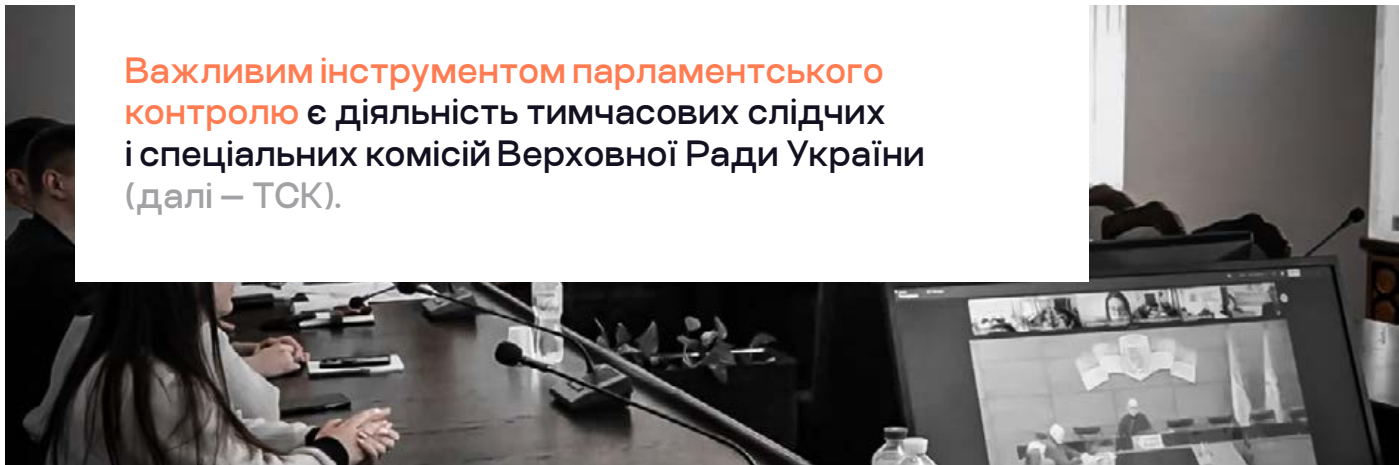 Важливим інструментом парламентського
контролю є діяльність тимчасових слідчих
і спеціальних комісій Верховної Ради України
(далі — ТСК).